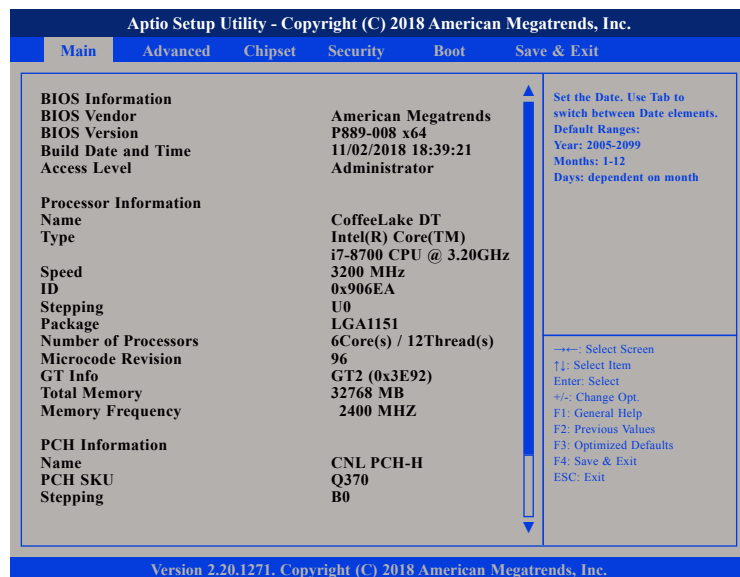 Aptio Setup Utility - Copyright (C) 2018 American Megatrends, Inc.
Main Advanced Chipset Security Boot Save & Exit
BIOS Information
BIOS Vendor American Megatrends
BIOS Version P889-008 x64
Build Date and Time 11/02/2018 18:39:21
Access Level Administrator
Processor Information
Name CoffeeLake DT
Type Intel(R) Core(TM)
i7-8700 CPU @ 3.20GHz
Speed 3200 MHz
ID 0x906EA
Stepping U0
Package LGA1151
Number of Processors 6Core(s) / 12Thread(s)
Microcode Revision 96
GT Info GT2 (0x3E92)
Total Memory 32768 MB
Memory Frequency 2400 MHZ
PCH Information
Name CNL PCH-H
PCH SKU Q370
Stepping B0
Set the Date. Use Tab to
switch between Date elements.
Default Ranges:
Year: 2005-2099
Months: 1-12
Days: dependent on month
→←: Select Screen
↑↓: Select Item
Enter: Select
+/-: Change Opt.
F1: General Help
F2: Previous Values
F3: Optimized Defaults
F4: Save & Exit
ESC: Exit
Version 2.20.1271. Copyright (C) 2018 American Megatrends, Inc.